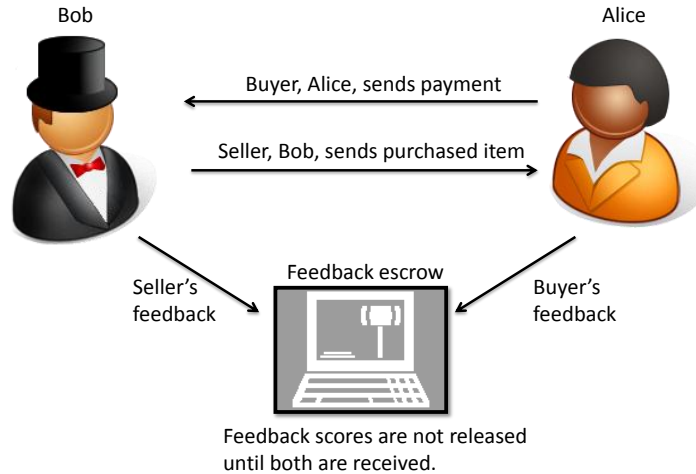 Bob
Alice
Buyer, Alice, sends payment
Seller, Bob, sends purchased item
Seller’s
feedback
Feedback escrow
Buyer’s
feedback
Feedback scores are not released
until both are received.